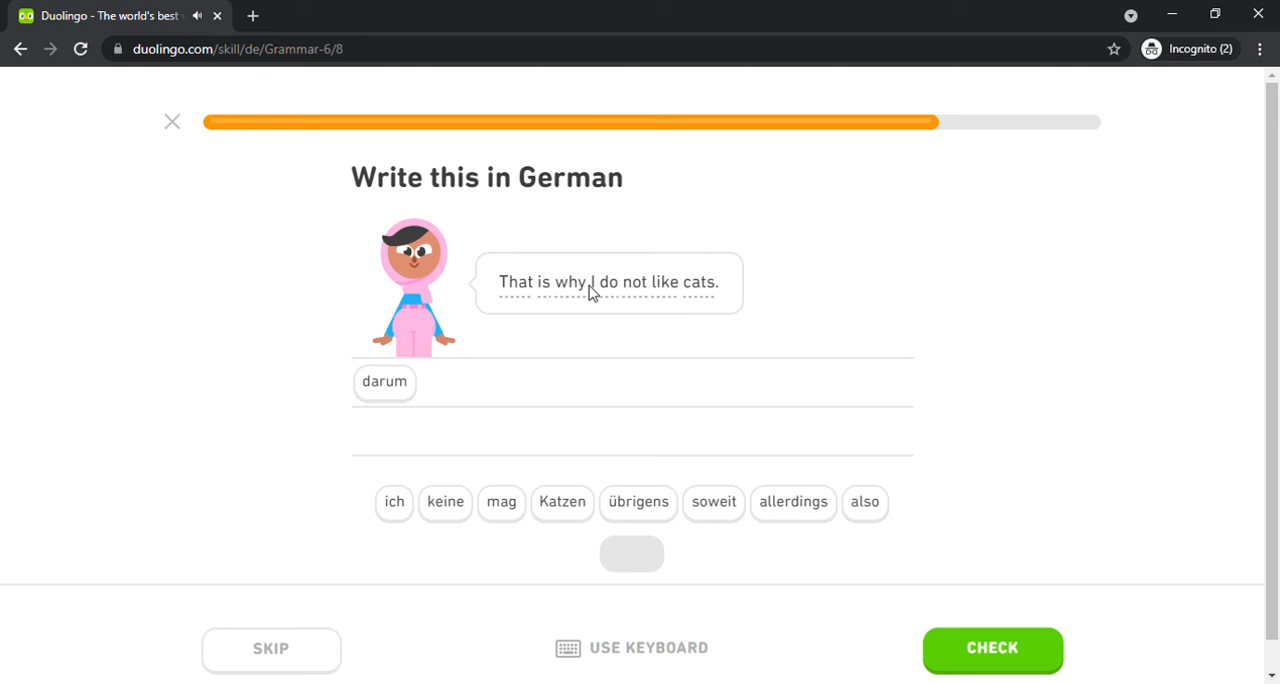 Duolingo - The world's best
duolingo.com/skill/de/Grammar-6/8
Incognito (2)
Write this in German
That is why I do not like cats.
darum
ich keine mag Katzen übrigens soweit allerdings also
SKIP
USE KEYBOARD
CHECK